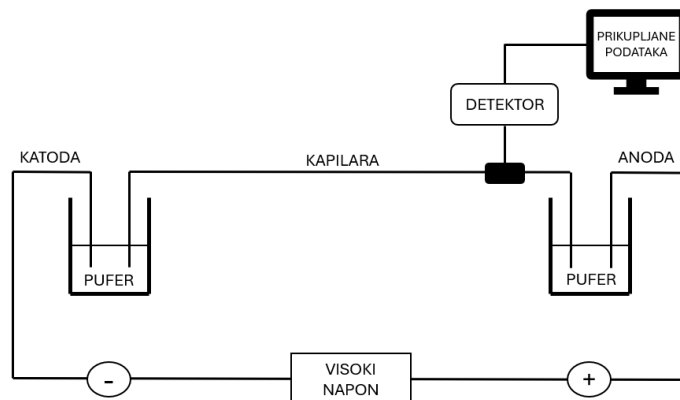 PRIKUPLJANE
PODATAKA
DETEKTOR
KATODA
KAPILARA
ANODA
PUFER
PUFER
-
VISOKI
NAPON
+